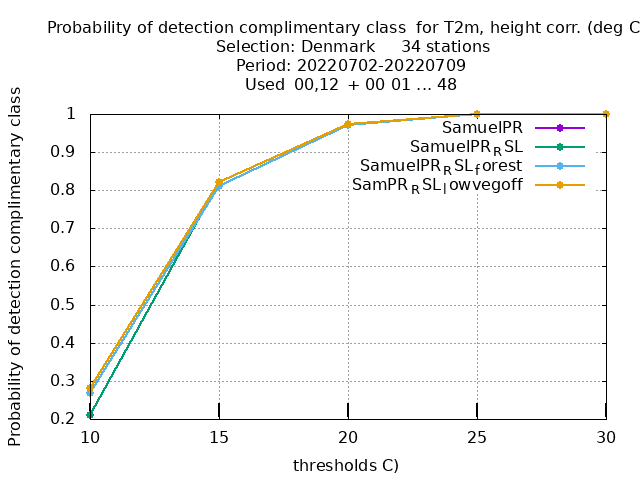 Probability of detection complimentary class for T2m, height corr. (deg C
Selection: Denmark 34 stations
Period: 20220702-20220709
Used 00,12 + 00 01 ... 48
Probability of detection complimentary class
1
0.9
0.8
0.7
0.6
0.5
0.4
0.3
0.2
SamuelPR
SamuelPR_RSL
SamuelPR_RSL_forest
SamPR_RSL_lowvegoff
10 15 20 25 30
thresholds C)